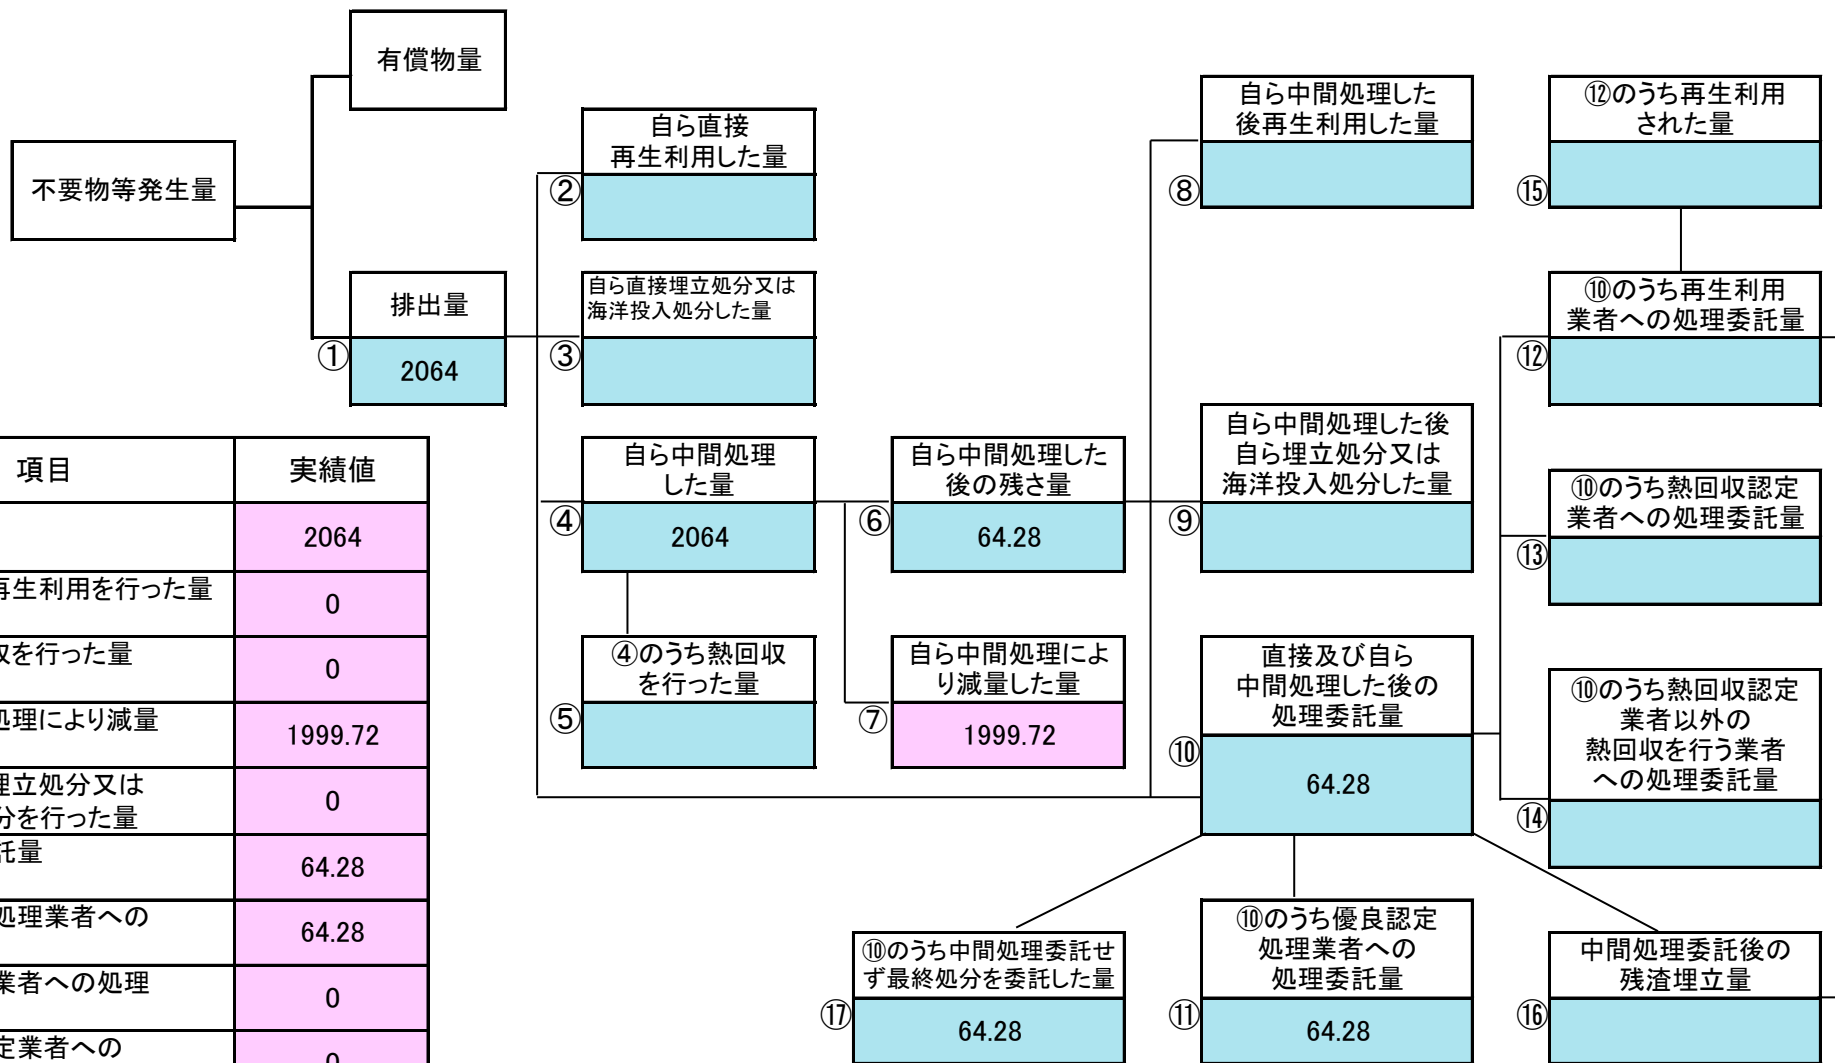 有償物量
不要物等発生量
排出量
①
2064
自ら直接
再生利用した量
②
自ら直接埋立処分又は
海洋投入処分した量
③
自ら中間処理
した量
④
2064
④のうち熱回収
を行った量
⑤
自ら中間処理した
後の残さ量
⑥
64.28
自ら中間処理によ
り減量した量
⑦
1999.72
自ら中間処理した
後再生利用した量
⑧
自ら中間処理した後
自ら埋立処分又は
海洋投入処分した量
⑨
直接及び自ら
中間処理した後の
処理委託量
⑩
64.28
⑩のうち優良認定
処理業者への
処理委託量
⑪
64.28
⑩のうち中間処理委託せ
ず最終処分を委託した量
⑰
64.28
⑫のうち再生利用
された量
⑮
⑩のうち再生利用
業者への処理委託量
⑫
⑩のうち熱回収認定
業者への処理委託量
⑬
⑩のうち熱回収認定
業者以外の
熱回収を行う業者
への処理委託量
⑭
中間処理委託後の
残渣埋立量
⑯
項目
実績値
2064
再生利用を行った量
0
を行った量
0
処理により減量
1999.72
埋立処分又は
分を行った量
0
託量
64.28
処理業者への
64.28
業者への処理
0
定業者への